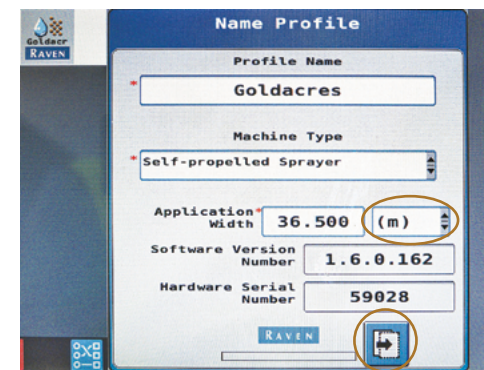 Name Profile
Goldacr
RAVEN
Profile Name
* Goldacres
Machine Type
* Self-propelled Sprayer
Application*
Width 36.500 (m)
Software Version
Number 1.6.0.162
Hardware Serial
Number 59028
RAVEN